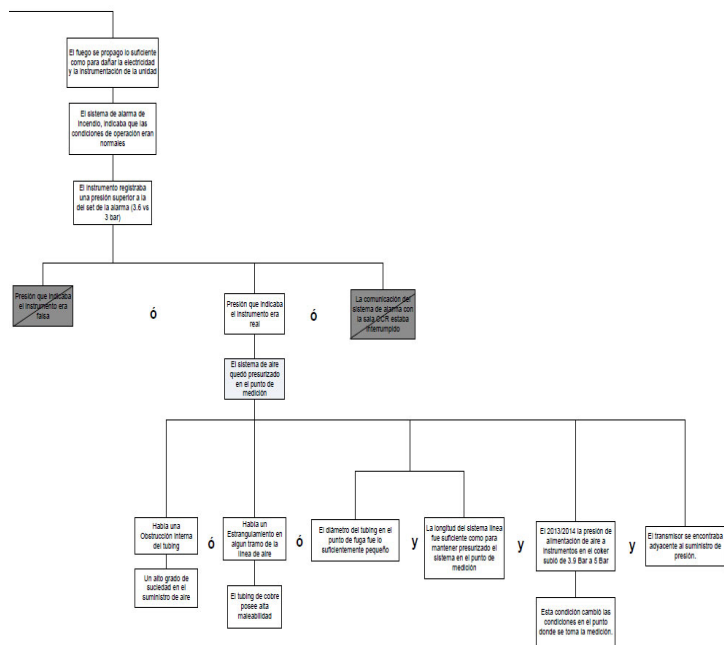 El fuego se propago lo suficiente
como para dañar la electricidad
y la instrumentación de la unidad
El sistema de alarma de
incendio, indicaba que las
condiciones de operación eran
normales
El instrumento registraba
una presión superior a la
del set de la alarma (3.6 vs
3 bar)
Presión que indicaba
el instrumento era
falsa
ó
Presión que indicaba
el instrumento era
real
ó
La comunicación del
sistema de alarma con
la sala CCR estaba
interrumpido
El sistema de aire
quedó presurizado
en el punto de
medición
Había una
Obstrucción interna
del tubing
ó
Había un
Estrangulamiento en
algun tramo de la
línea de aire
ó
El diámetro del tubing en el
punto de fuga fue lo
suficientemente pequeño
y
La longitud del sistema línea
fue suficiente como para
mantener presurizado el
sistema en el punto de
medición
y
El 2013/2014 la presión de
alimentación de aire a
instrumentos en el coker
subió de 3.9 Bar a 5 Bar
y
El transmisor se encontraba
adyacente al suministro de
presión.
Un alto grado de
suciedad en el
suministro de aire
El tubing de cobre
posee alta
maleabilidad
Esta condición cambió las
condiciones en el punto
donde se toma la medición.